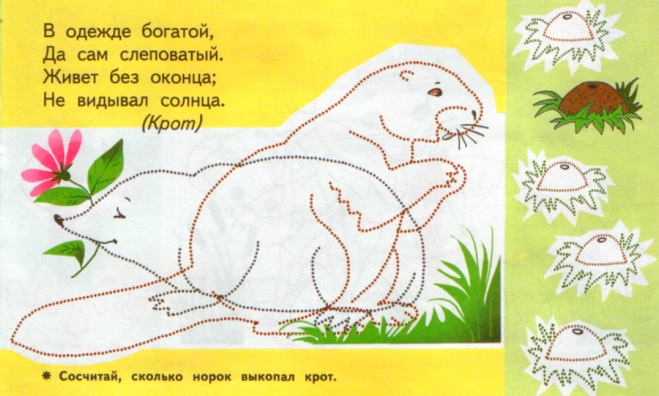 В одежде богатой,
Да сам слеповатый.
Живет без оконца;
Не видывал солнца.
(Крот)
✷ Сосчитай, сколько норок выкопал крот.